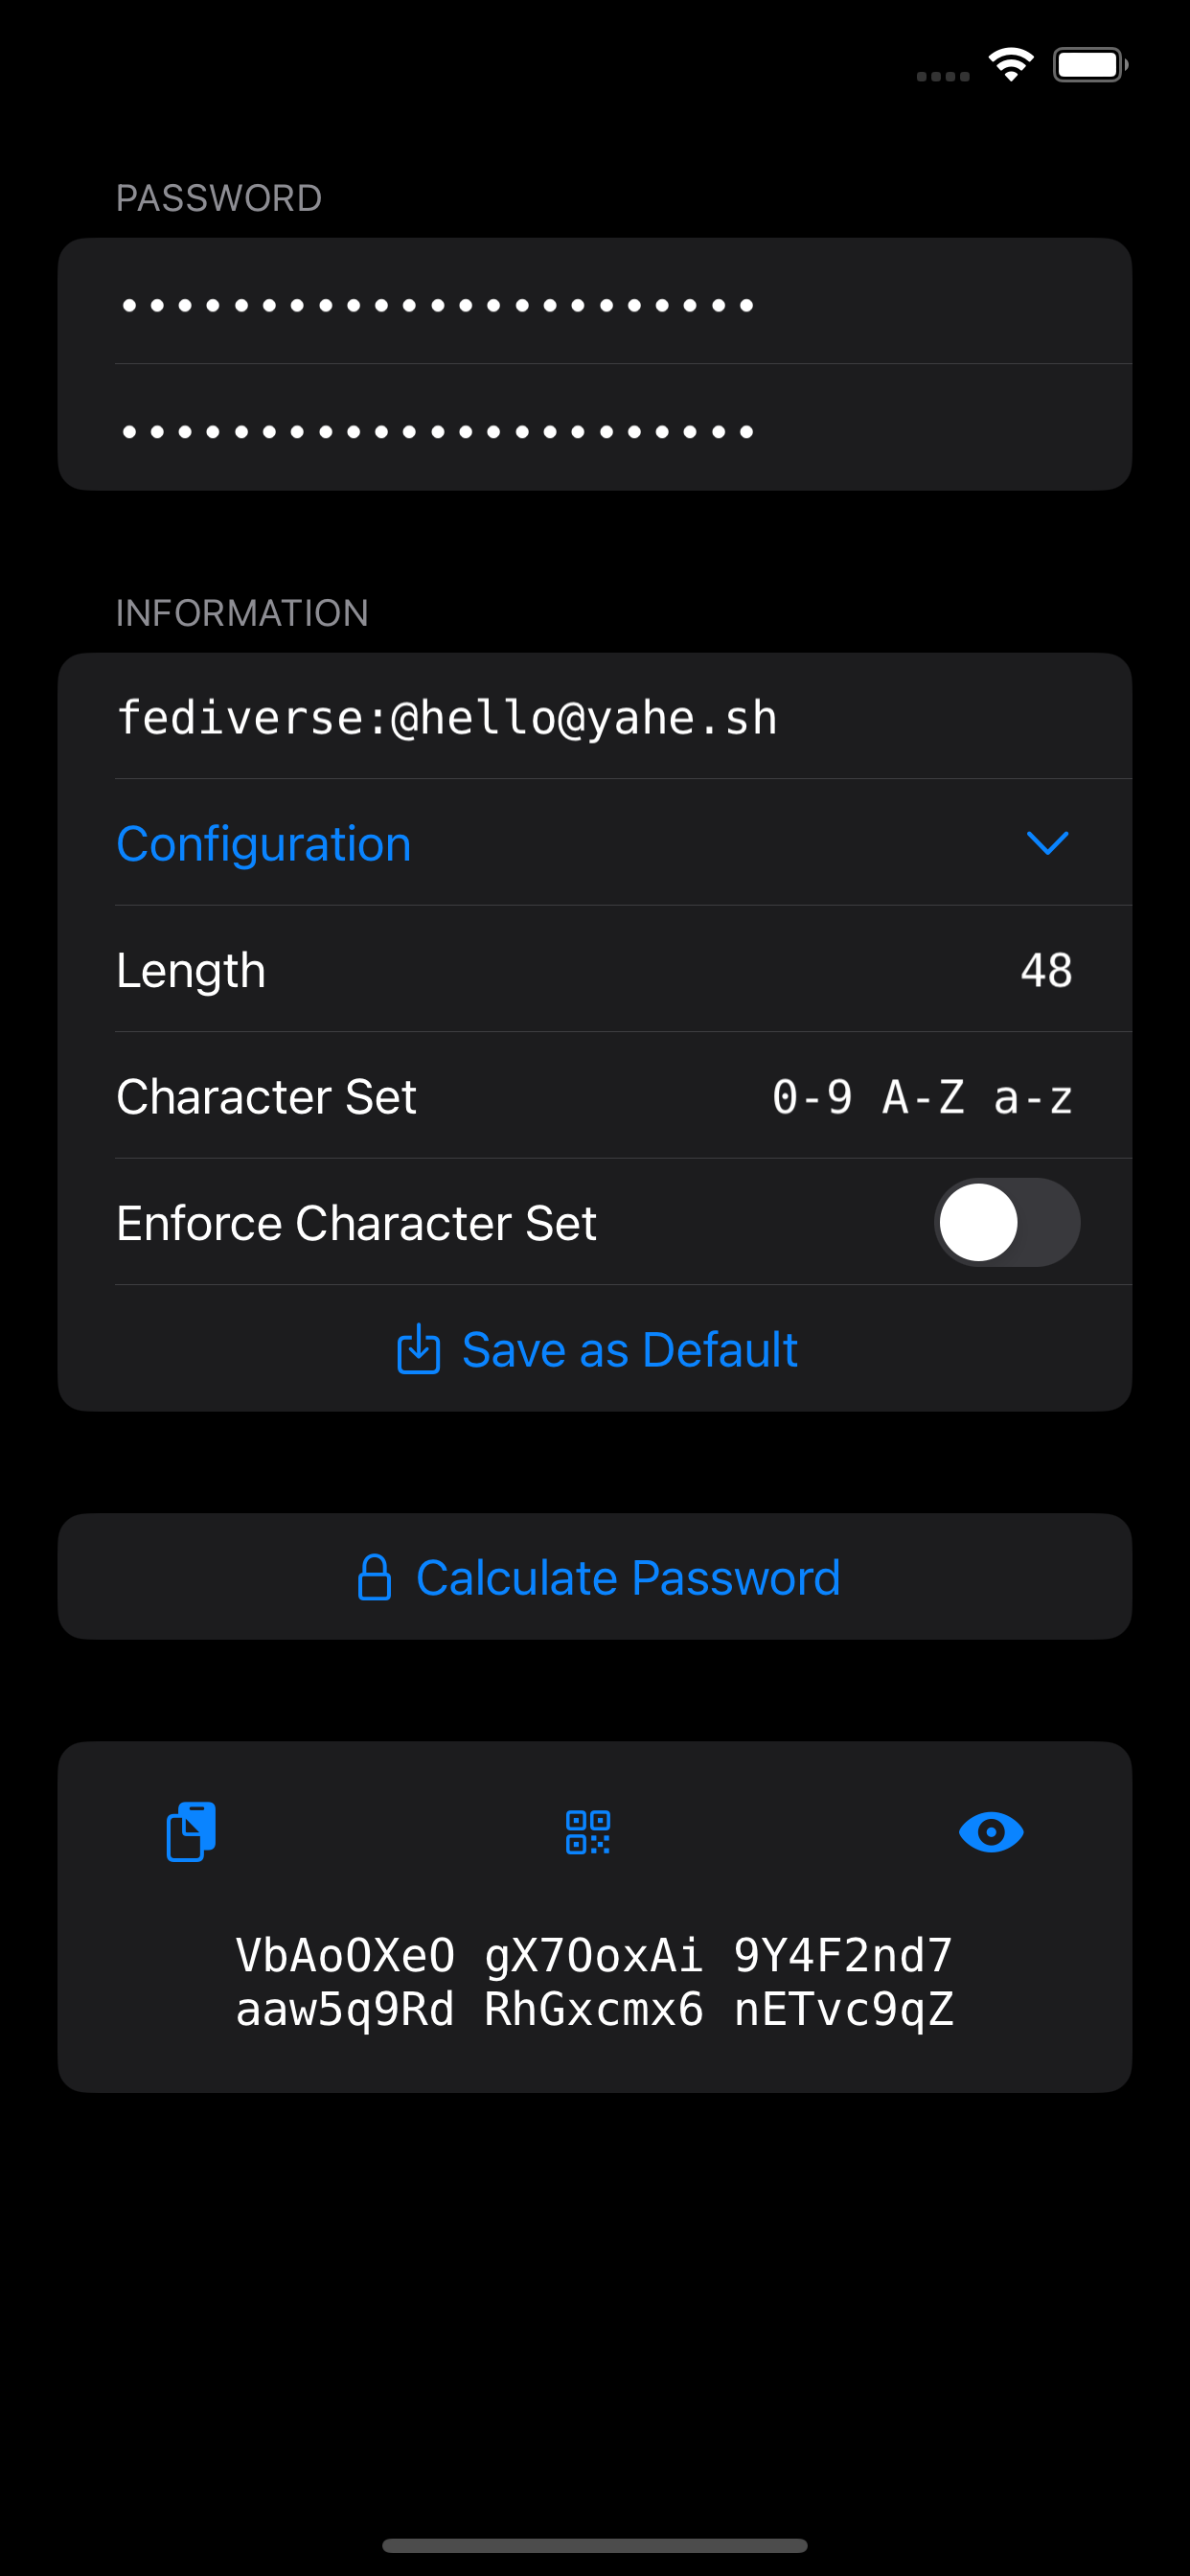 PASSWORD
•••••••••••••••••••••••
•••••••••••••••••••••••
INFORMATION
fediverse:@hello@yahe.sh
Configuration
Length 48
Character Set 0-9 A-Z a-z
Enforce Character Set
Save as Default
Calculate Password
VbAoOXeO gX7OoxAi 9Y4F2nd7
aaw5q9Rd RhGxcmx6 nETvc9qZ